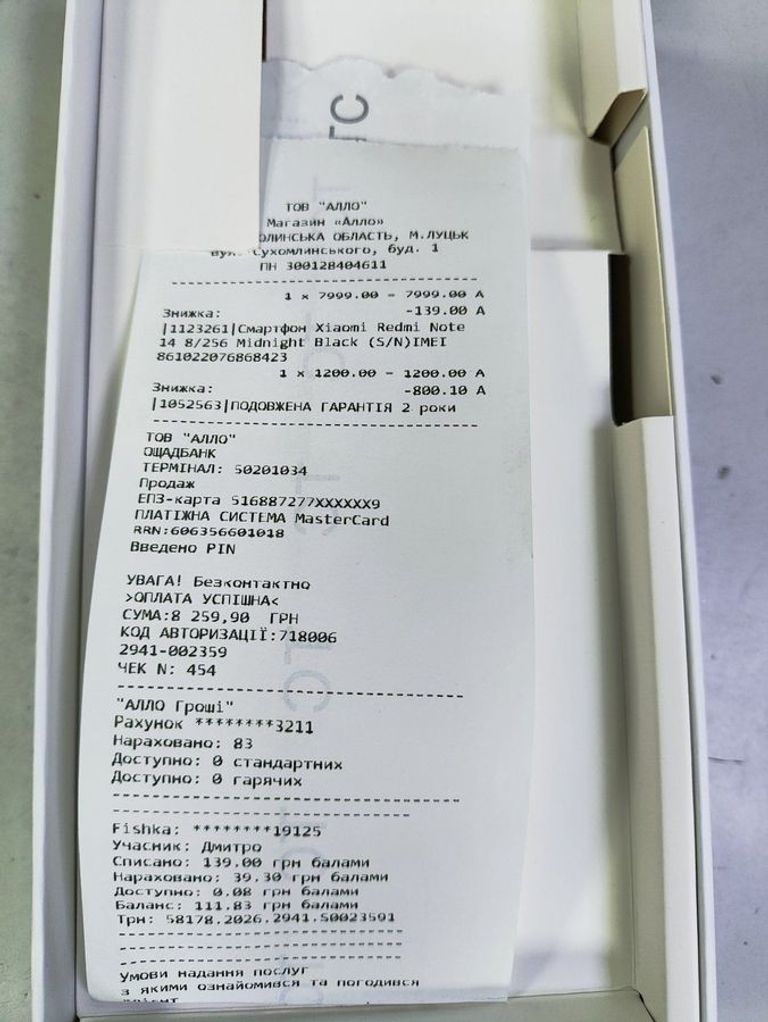 ТОВ "АЛЛО"
Магазин «Алло»
ОЛИНСЬКА ОБЛАСТЬ, М.ЛУЦЬК
вул. Сухомлинського, буд. 1
ПН 300128404611
1 x 7999.00 = 7999.00 А
Знижка: -139.00 А
|1123261|Смартфон Xiaomi Redmi Note
14 8/256 Midnight Black (S/N)IMEI
861022076868423
1 x 1200.00 = 1200.00 А
Знижка: -800.10 А
|1052563|ПОДОВЖЕНА ГАРАНТІЯ 2 роки
ТОВ "АЛЛО"
ОЩАДБАНК
ТЕРМІНАЛ: 50201034
Продаж
ЕПЗ-карта 516887277XXXXXX9
ПЛАТІЖНА СИСТЕМА MasterCard
RRN:606356601018
Введено PIN
УВАГА! Безконтактно
>ОПЛАТА УСПІШНА<
СУМА:8 259,90 ГРН
КОД АВТОРИЗАЦІЇ:718006
2941-002359
ЧЕК N: 454
"АЛЛО Гроші"
Рахунок ********3211
Нараховано: 83
Доступно: 0 стандартних
Доступно: 0 гарячих
Fishka: ********19125
Учасник: Дмитро
Списано: 139.00 грн балами
Нараховано: 39.30 грн балами
Доступно: 0.08 грн балами
Баланс: 111.83 грн балами
Трн: 58178.2026.2941.50023591
Умови надання послуг
з якими ознайомився та погодився